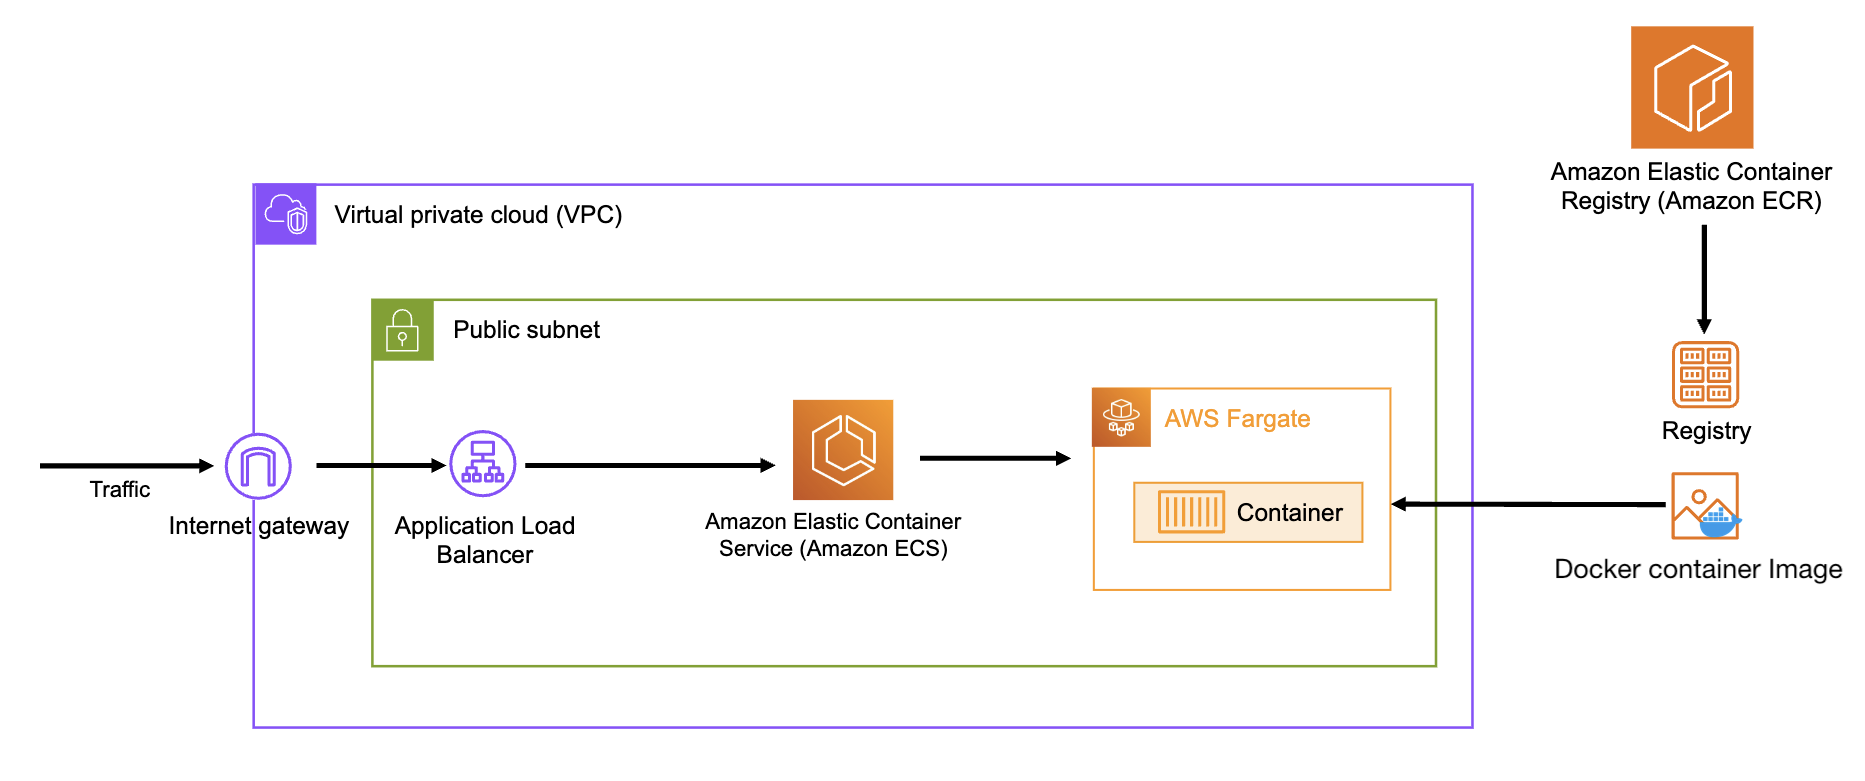 Amazon Elastic Container
Registry (Amazon ECR)
Virtual private cloud (VPC)
Public subnet
AWS Fargate
Registry
Traffic
Internet gateway
Application Load
Balancer
Amazon Elastic Container
Service (Amazon ECS)
Container
Docker container Image